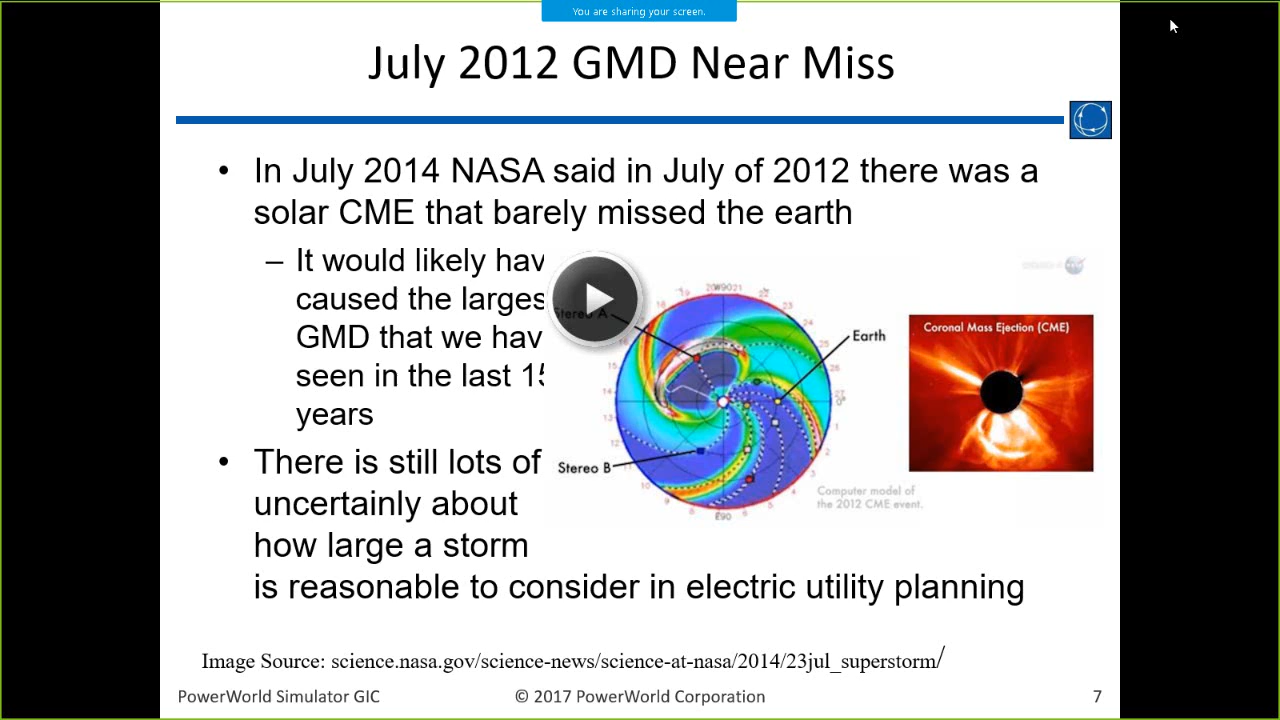 You are sharing your screen.
July 2012 GMD Near Miss
• In July 2014 NASA said in July of 2012 there was a
solar CME that barely missed the earth
– It would likely hav
caused the larges
GMD that we hav
seen in the last 15
years
• There is still lots of
uncertainly about
how large a storm
is reasonable to consider in electric utility planning
Stereo A
Earth
Stereo B
W90
0°
E90
Computer model of
the 2012 CME event.
Coronal Mass Ejection (CME)
Image Source: science.nasa.gov/science-news/science-at-nasa/2014/23jul_superstorm/
PowerWorld Simulator GIC
© 2017 PowerWorld Corporation
7